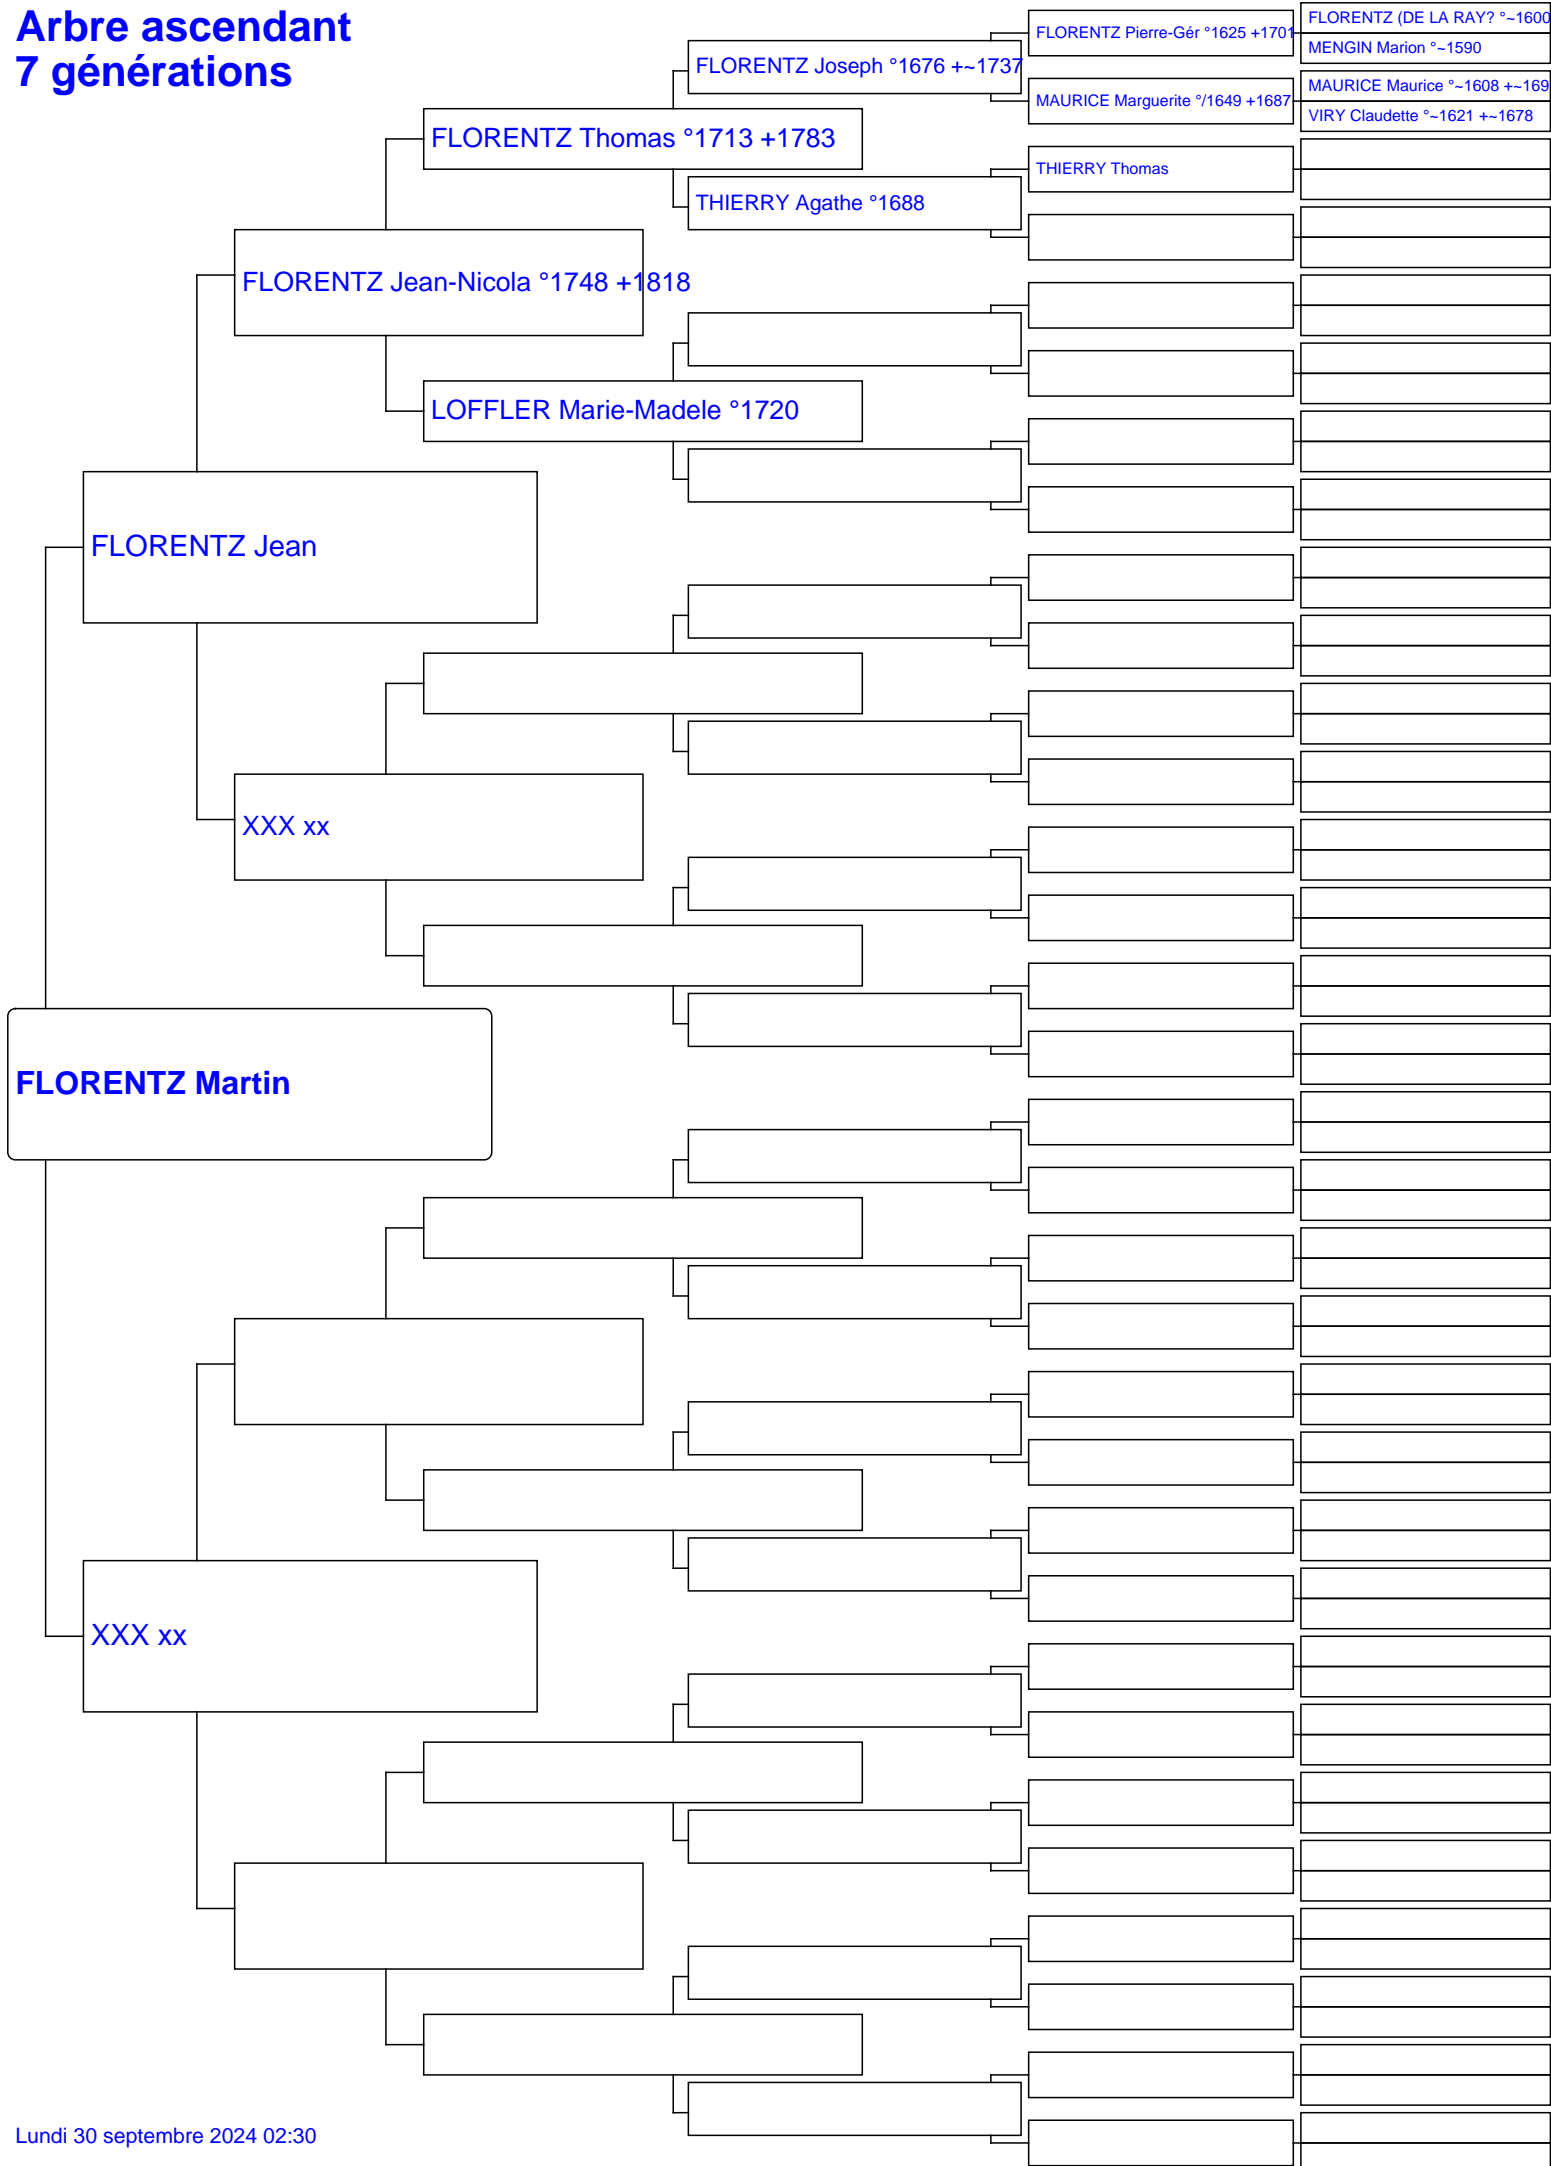 Arbre ascendant
7 générations
FLORENTZ (DE LA RAY? °~1600
FLORENTZ Pierre-Gér °1625 +1701
MENGIN Marion °~1590
FLORENTZ Joseph °1676 +~1737
MAURICE Maurice °~1608 +~169
MAURICE Marguerite °/1649 +1687
VIRY Claudette °~1621 +~1678
FLORENTZ Thomas °1713 +1783
THIERRY Thomas
THIERRY Agathe °1688
FLORENTZ Jean-Nicola °1748 +1818
LOFFLER Marie-Madele °1720
FLORENTZ Jean
XXX xx
FLORENTZ Martin
XXX xx
Lundi 30 septembre 2024 02:30